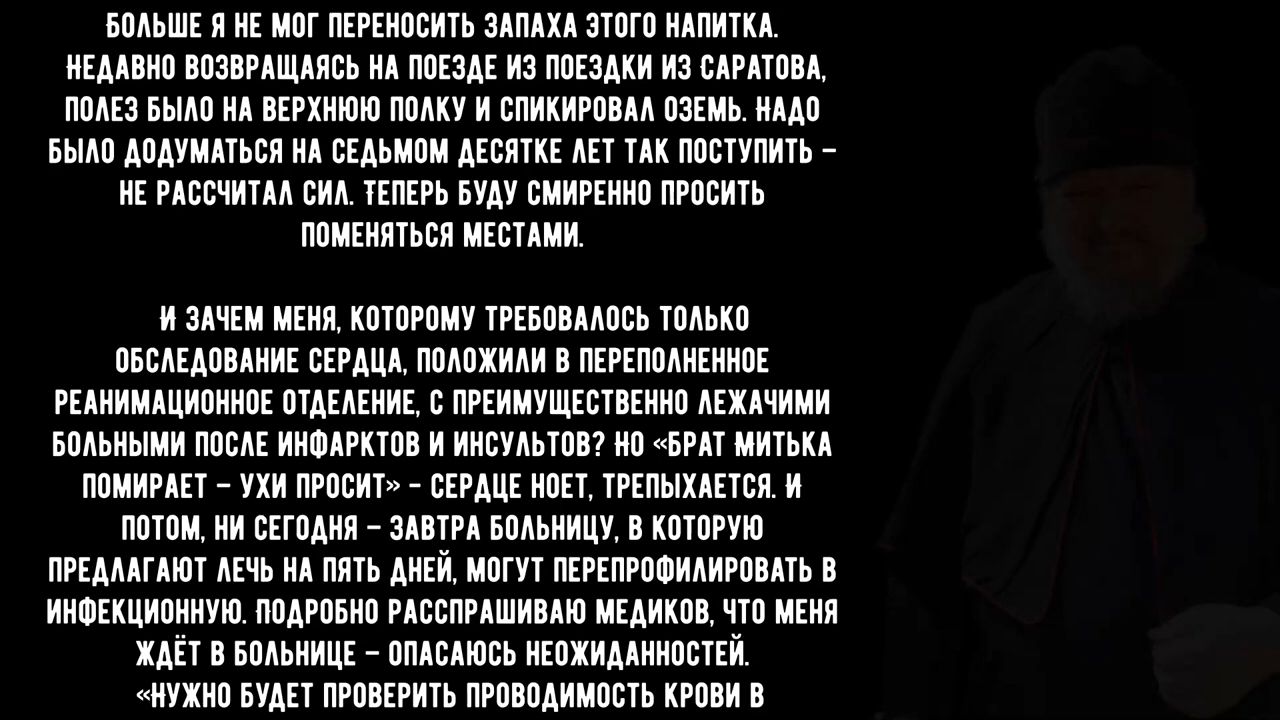 Больше я не мог переносить запаха этого напитка.
Недавно возвращаясь на поезде из поездки из Саратова,
полез было на верхнюю полку и спикировал оземь. Надо
было додуматься на седьмом десятке лет так поступить –
не рассчитал сил. Теперь буду смиренно просить
поменяться местами.
И зачем меня, которому требовалось только
обследование сердца, положили в переполненное
реанимационное отделение, с преимущественно лежачими
больными после инфарктов и инсультов? Но «брат Митька
помирает – ухи просит» - сердце ноет, трепыхается. И
потом, ни сегодня – завтра больницу, в которую
предлагают лечь на пять дней, могут перепрофилировать в
инфекционную. Подробно расспрашиваю медиков, что меня
ждёт в больнице – опасаюсь неожиданностей.
«Нужно будет проверить проводимость крови в